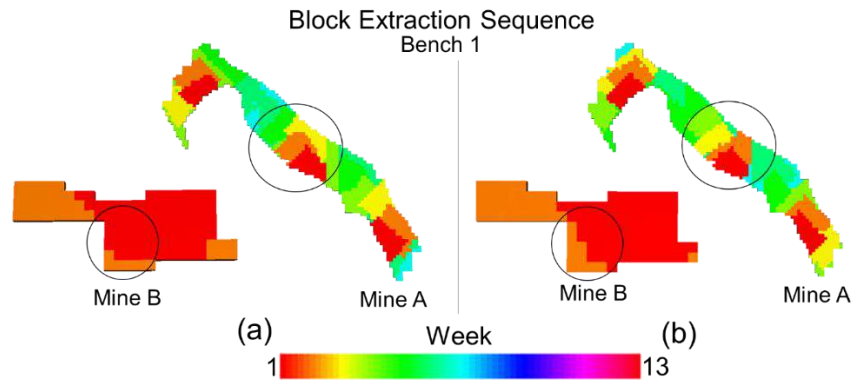 Block Extraction Sequence
Bench 1
Mine B
Mine A
Mine B
Mine A
(a)
Week
(b)
1
13